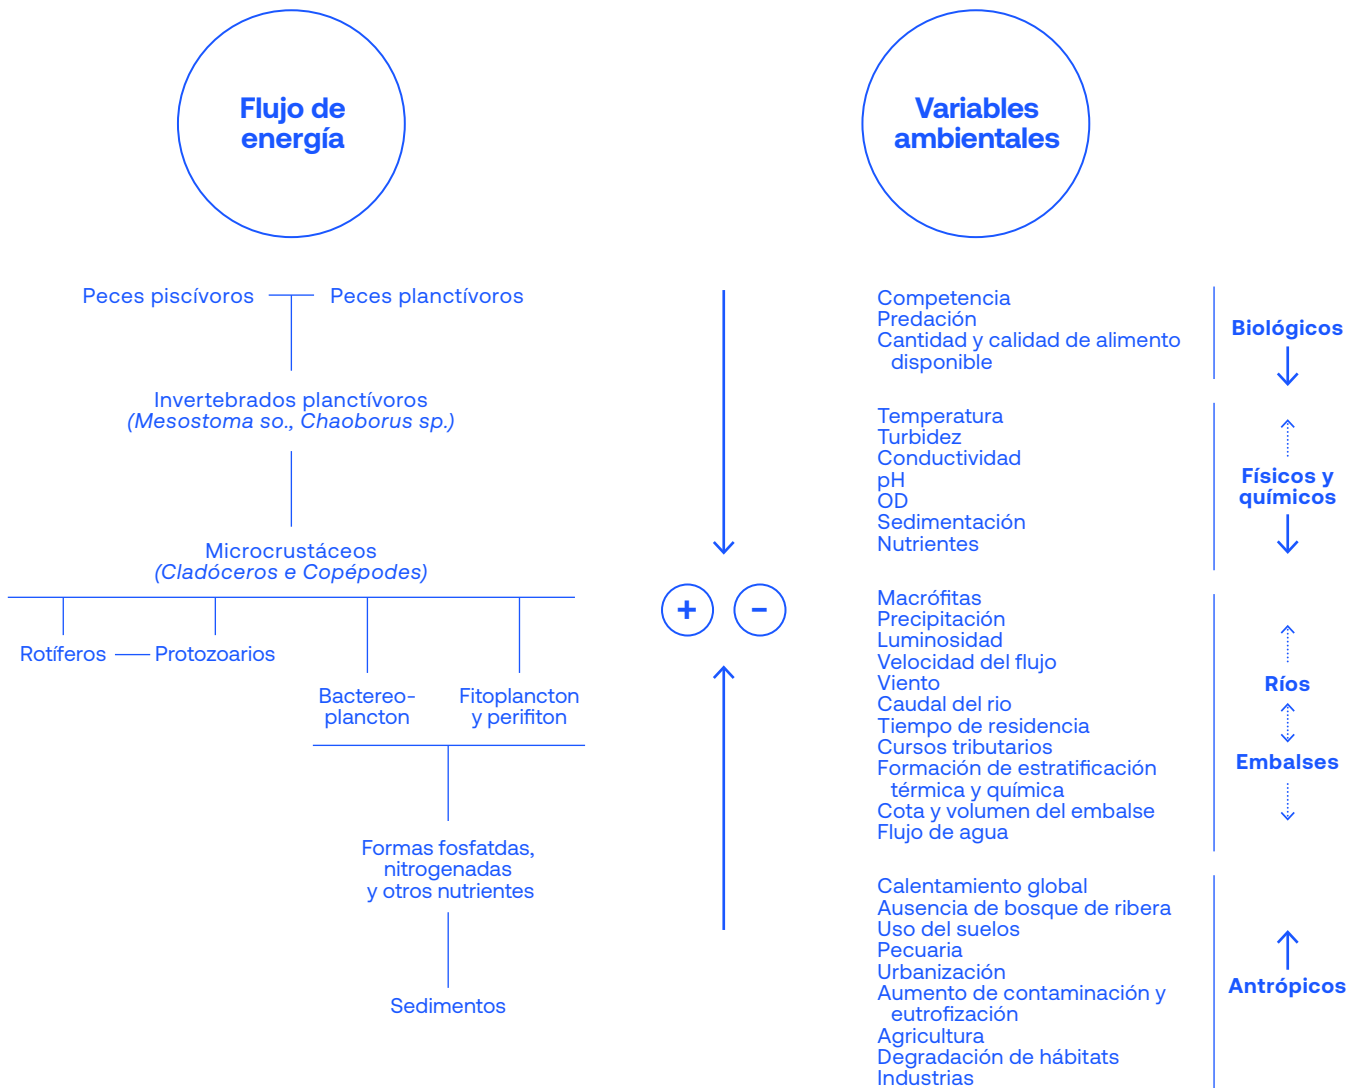 Flujo de
energía
Peces piscívoros
Peces planctívoros
Invertebrados planctívoros
(Mesostoma so., Chaoborus sp.)
Microcrustáceos
(Cladóceros e Copépodes)
Rotíferos
Protozoarios
Bactereo-
plancton
Fitoplancton
y perifiton
Formas fosfatdas,
nitrogenadas
y otros nutrientes
Sedimentos
+
−
Variables
ambientales
Competencia
Predación
Cantidad y calidad de alimento
disponible
Biológicos
Temperatura
Turbidez
Conductividad
pH
OD
Sedimentación
Nutrientes
Físicos y
químicos
Macrófitas
Precipitación
Luminosidad
Velocidad del flujo
Viento
Caudal del rio
Tiempo de residencia
Cursos tributarios
Formación de estratificación
térmica y química
Cota y volumen del embalse
Flujo de agua
Ríos
Embalses
Calentamiento global
Ausencia de bosque de ribera
Uso del suelos
Pecuaria
Urbanización
Aumento de contaminación y
eutrofización
Agricultura
Degradación de hábitats
Industrias
Antrópicos